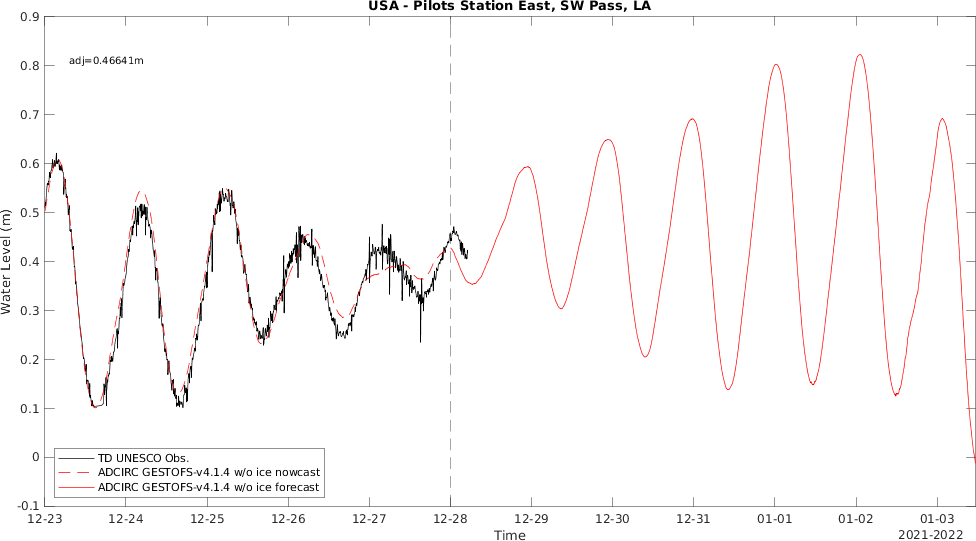 USA - Pilots Station East, SW Pass, LA
0.9
0.8
0.7
0.6
0.5
0.4
0.3
0.2
0.1
0
-0.1
Water Level (m)
adj=0.46641m
TD UNESCO Obs.
ADCIRC GESTOFS-v4.1.4 w/o ice nowcast
ADCIRC GESTOFS-v4.1.4 w/o ice forecast
12-23 12-24 12-25 12-26 12-27 12-28 12-29 12-30 12-31 01-01 01-02 01-03
Time
2021-2022